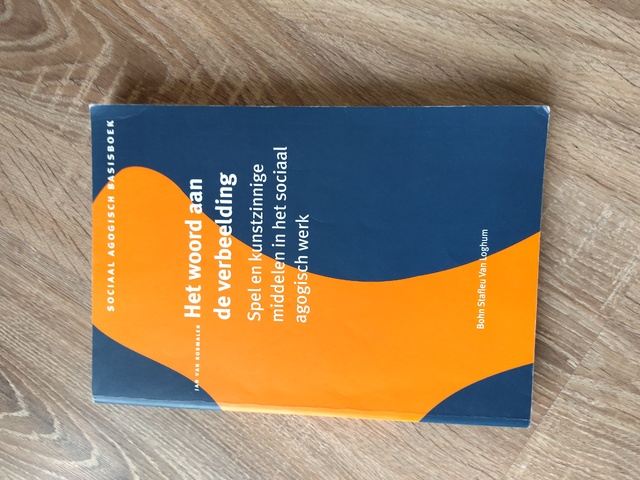 SOCIAAL AGOGISCH BASISBOEK
JAN VAN ROSMALEN
Het woord aan
de verbeelding
Spel en kunstzinnige
middelen in het sociaal
agogisch werk
Bohn Stafleu Van Loghum